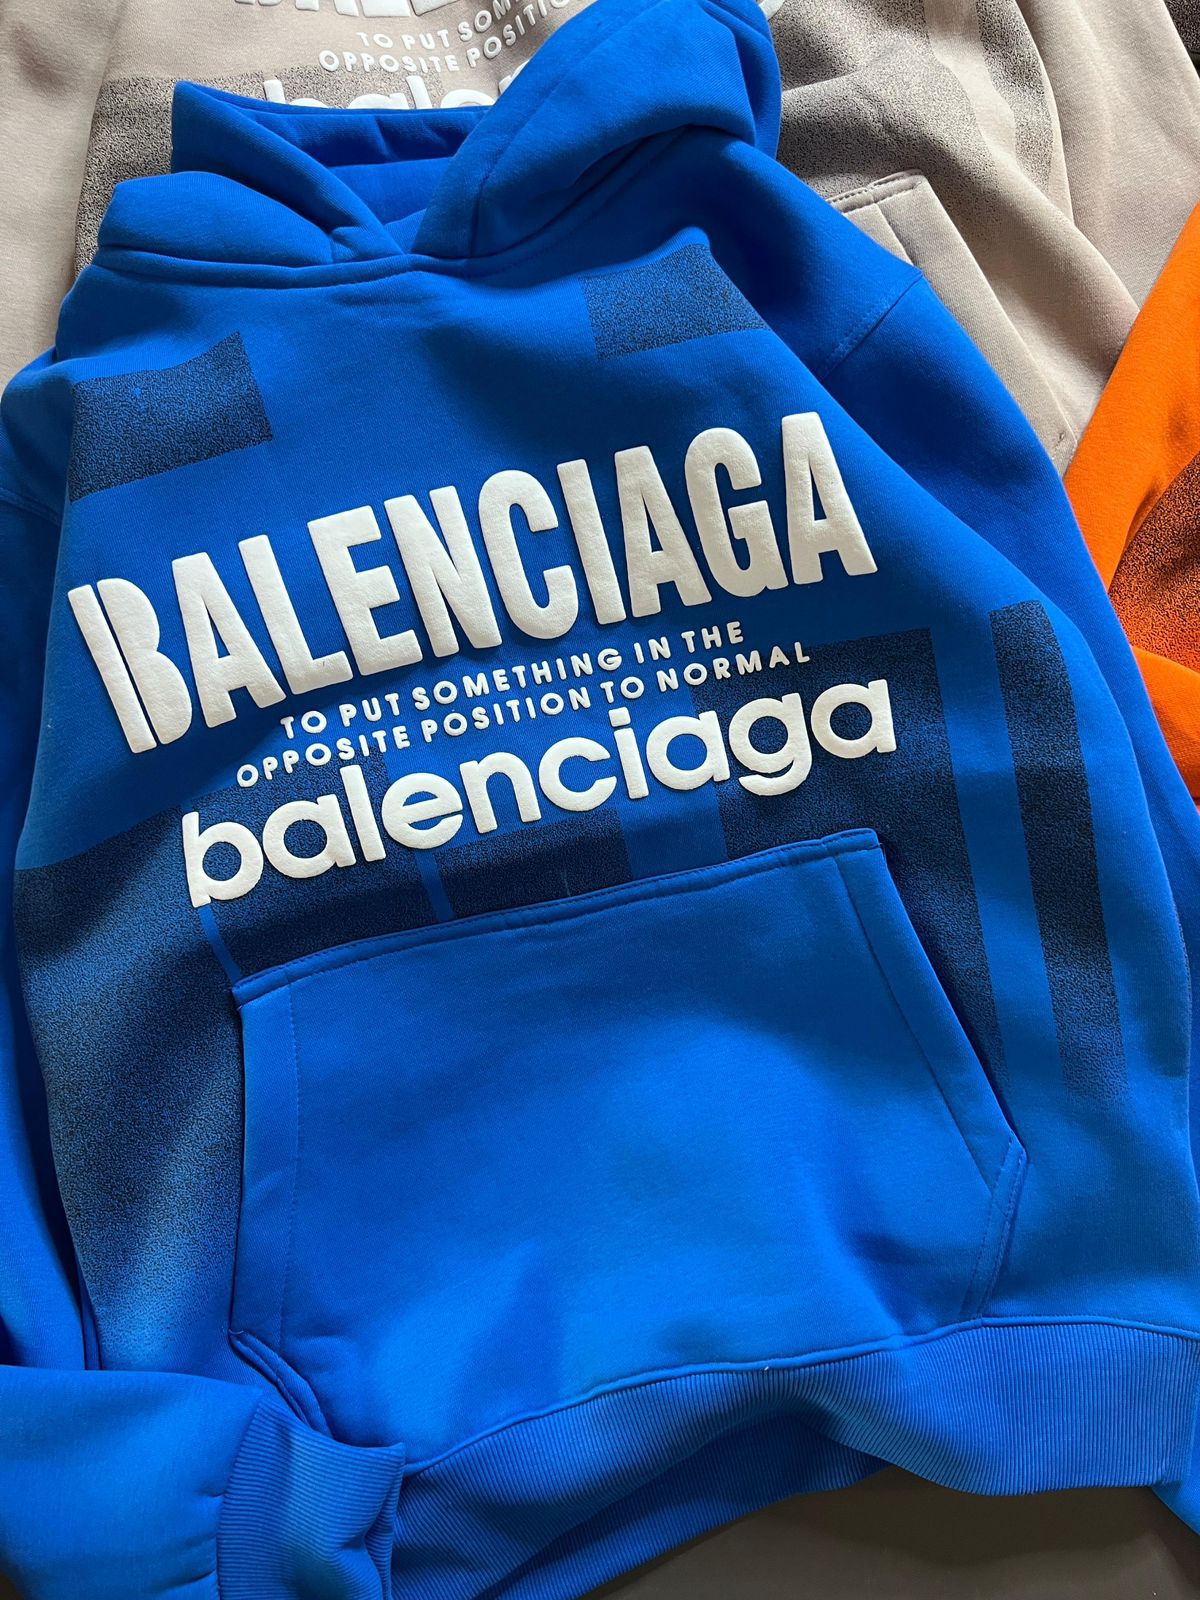 TO PUT SOM
OPPOSITE POSITIO
BALENCIAGA
TO PUT SOMETHING IN THE
OPPOSITE POSITION TO NORMAL
balenciaga